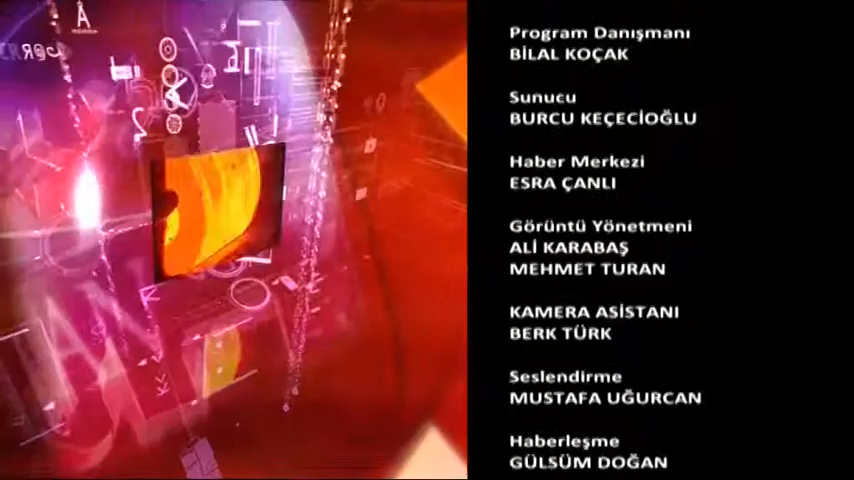 Program Danışmanı
BİLAL KOÇAK
Sunucu
BURCU KEÇECİOĞLU
Haber Merkezi
ESRA ÇANLI
Görüntü Yönetmeni
ALİ KARABAŞ
MEHMET TURAN
KAMERA ASİSTANI
BERK TÜRK
Seslendirme
MUSTAFA UĞURCAN
Haberleşme
GÜLSÜM DOĞAN